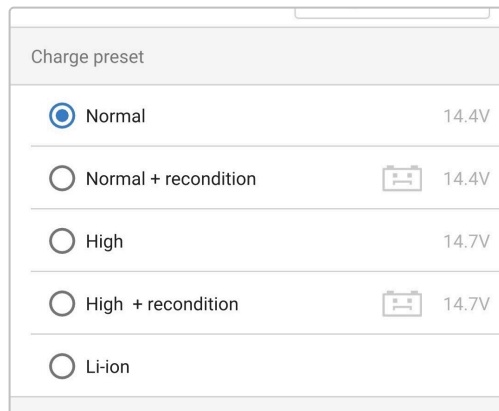 Charge preset
Normal 14.4V
Normal + recondition 14.4V
High 14.7V
High + recondition 14.7V
Li-ion